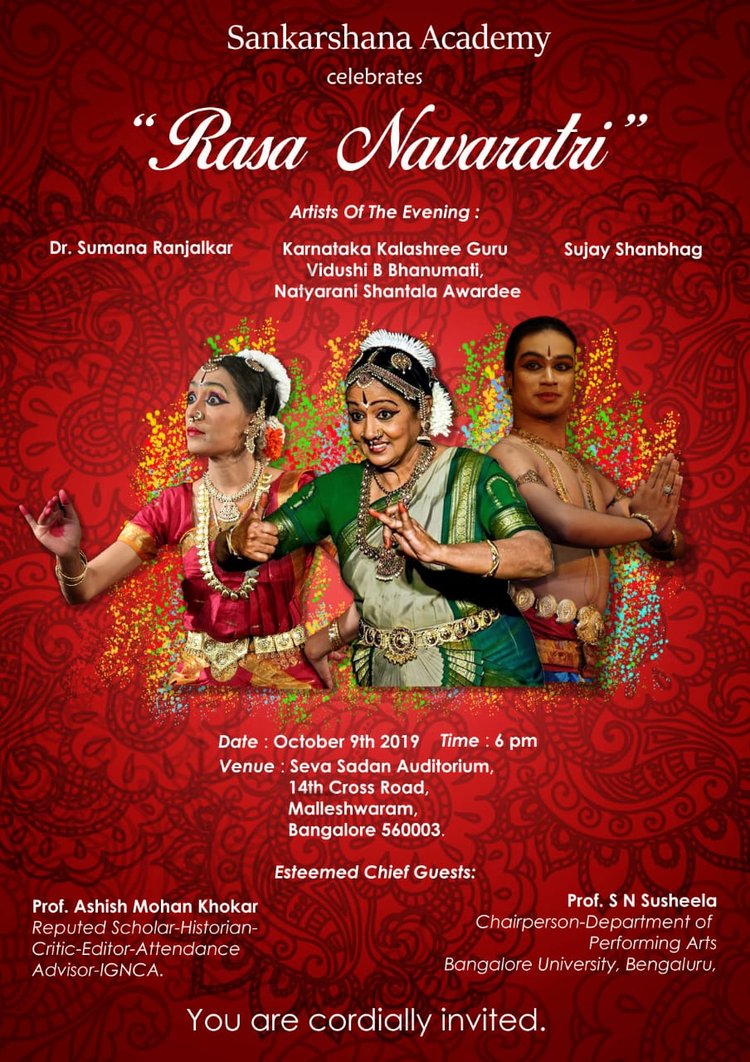 Sankarshana Academy
celebrates
“Rasa Navaratri”
Artists Of The Evening :
Dr. Sumana Ranjalkar
Karnataka Kalashree Guru
Vidushi B Bhanumati,
Natyarani Shantala Awardee
Sujay Shanbhag
Date : October 9th 2019 Time : 6 pm
Venue : Seva Sadan Auditorium,
14th Cross Road,
Malleshwaram,
Bangalore 560003.
Esteemed Chief Guests:
Prof. Ashish Mohan Khokar
Reputed Scholar-Historian-
Critic-Editor-Attendance
Advisor-IGNCA.
Prof. S N Susheela
Chairperson-Department of
Performing Arts
Bangalore University, Bengaluru,
You are cordially invited.